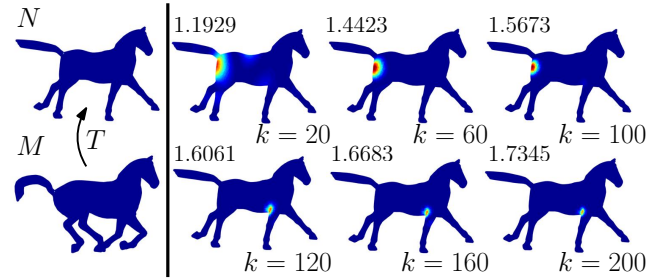 N
1.1929
1.4423
1.5673
k = 20
k = 60
k = 100
T
M
1.6061
1.6683
1.7345
k = 120
k = 160
k = 200